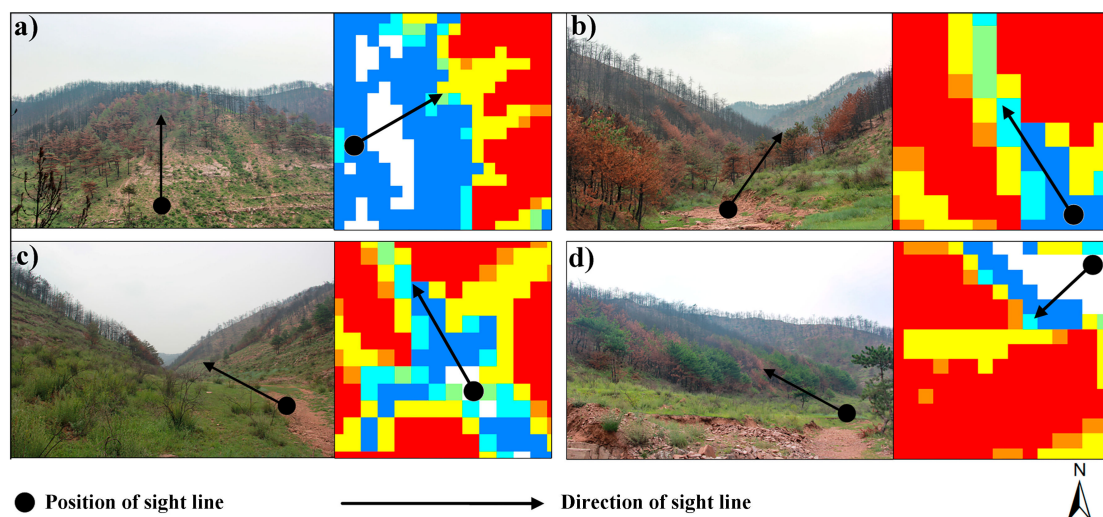 a)
b)
c)
d)
N
Position of sight line
Direction of sight line